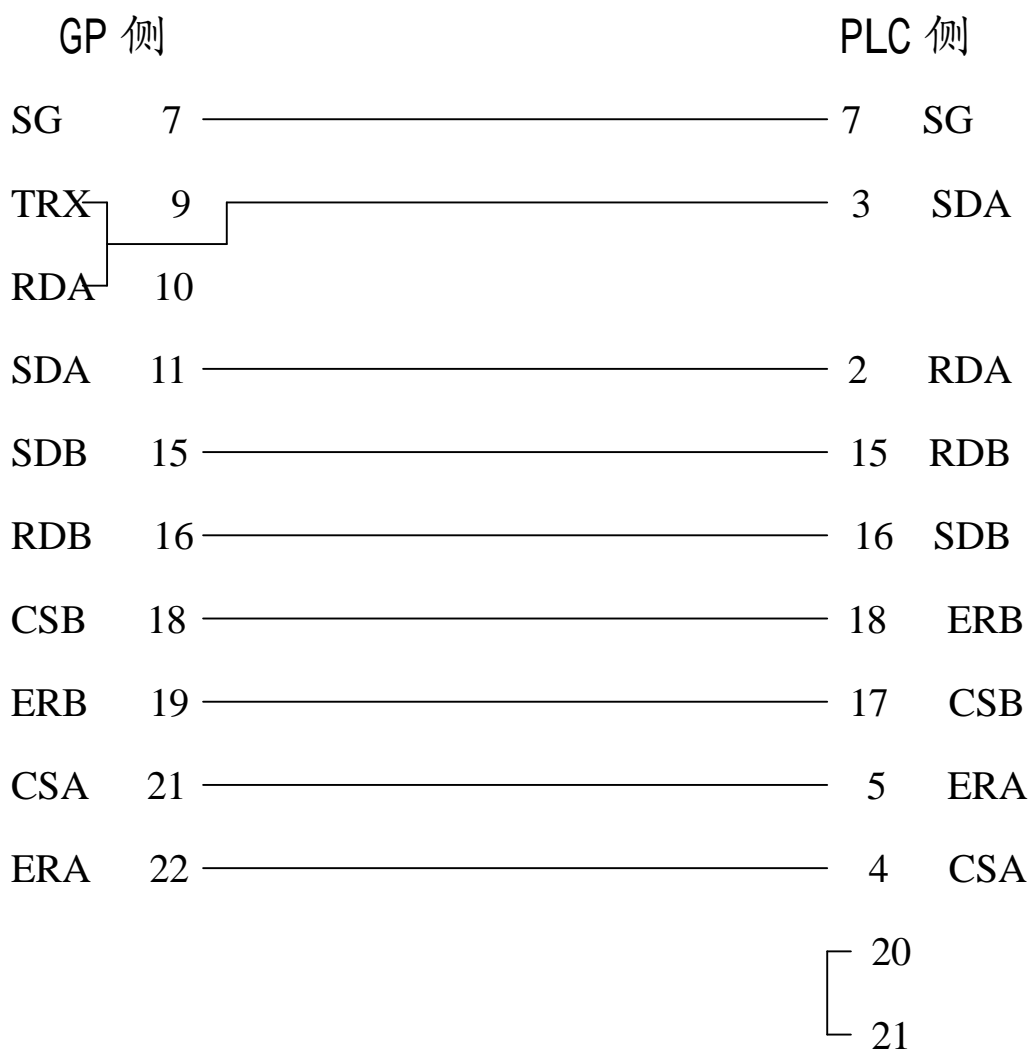 GP 侧 PLC 侧
SG 7 7 SG
TRX 9 3 SDA
RDA 10
SDA 11 2 RDA
SDB 15 15 RDB
RDB 16 16 SDB
CSB 18 18 ERB
ERB 19 17 CSB
CSA 21 5 ERA
ERA 22 4 CSA
20
21